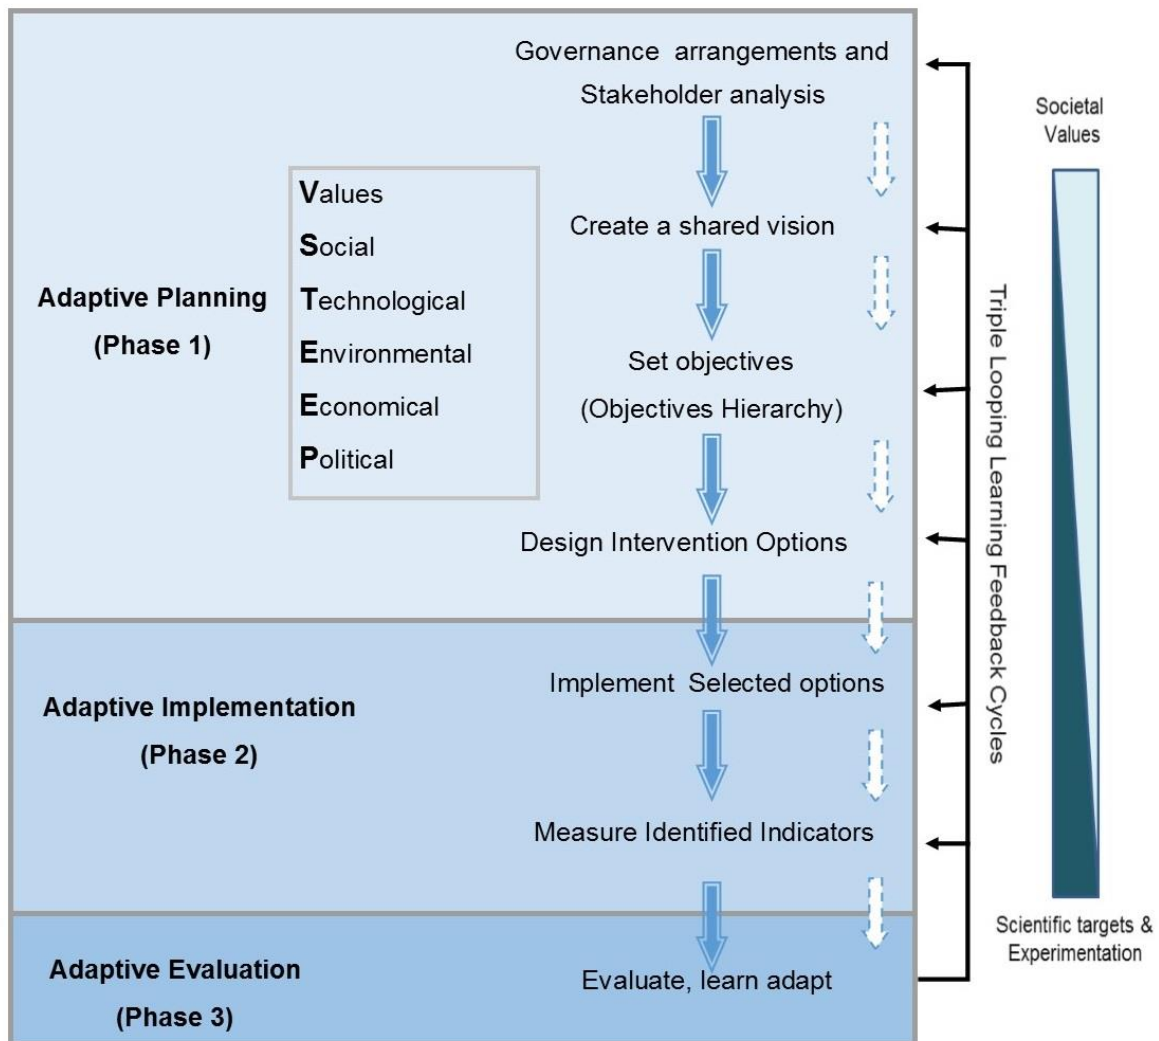 Governance arrangements and
Stakeholder analysis
Values
Social
Technological
Environmental
Economical
Political
Adaptive Planning
(Phase 1)
Create a shared vision
Set objectives
(Objectives Hierarchy)
Design Intervention Options
Adaptive Implementation
(Phase 2)
Implement Selected options
Measure Identified Indicators
Adaptive Evaluation
(Phase 3)
Evaluate, learn adapt
Triple Looping Learning Feedback Cycles
Societal
Values
Scientific targets &
Experimentation